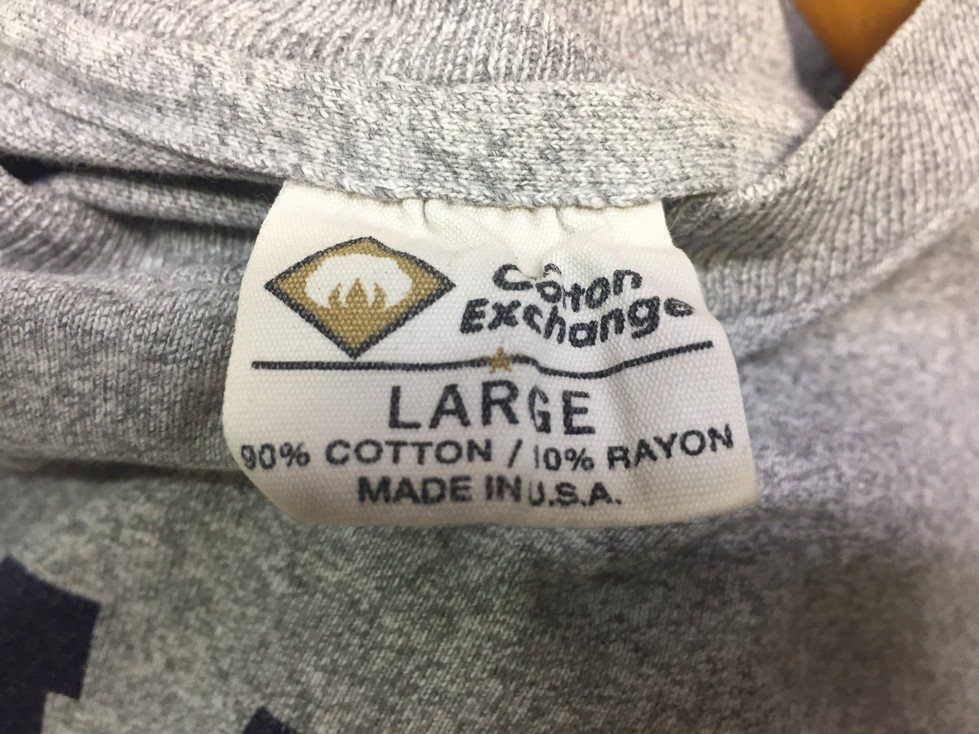 Cotton
Exchange
LARGE
90% COTTON / 10% RAYON
MADE IN U.S.A.